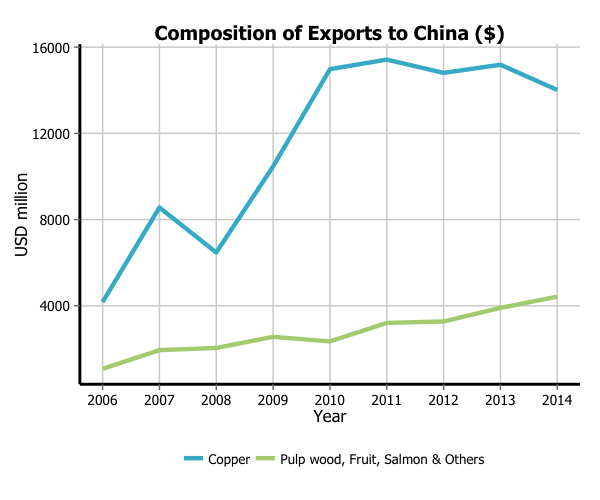 Composition of Exports to China ($)
16000
12000
8000
4000
USD million
2006 2007 2008 2009 2010 2011 2012 2013 2014
Year
Copper Pulp wood, Fruit, Salmon & Others